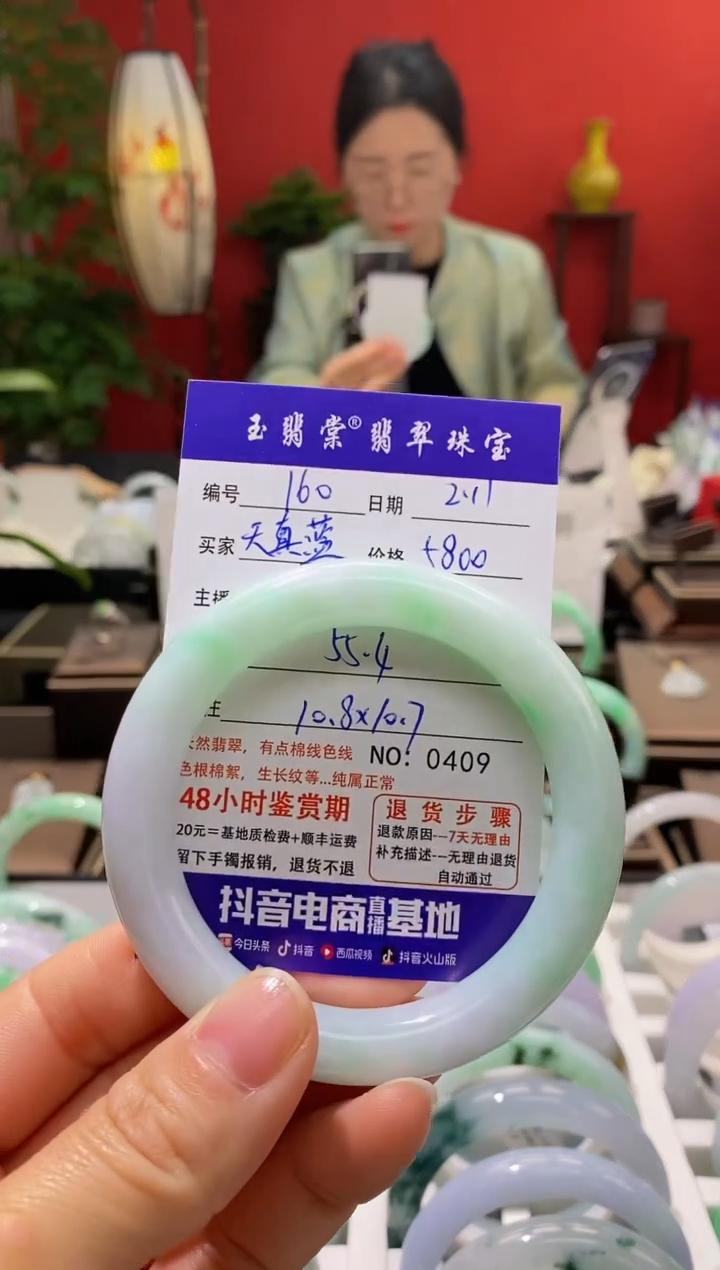 玉翡棠®翡翠珠宝
编号 160 日期 2.11
买家 天真蓝 价格 5800
主播
55.4
注 10.8×10.7
天然翡翠，有点棉线色线 NO: 0409
色根棉絮，生长纹等...纯属正常
48小时鉴赏期
20元=基地质检费+顺丰运费
留下手镯报销，退货不退
退货步骤
退款原因---7天无理由
补充描述---无理由退货
自动通过
抖音电商直播基地
头条 今日头条 抖音 西瓜视频 抖音火山版